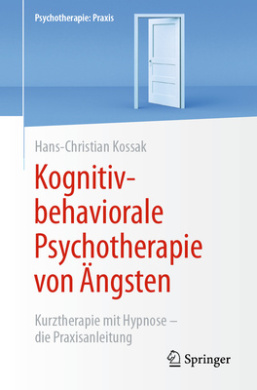 Psychotherapie: Praxis
Hans-Christian Kossak
Kognitiv-
behaviorale
Psychotherapie
von Ängsten
Kurztherapie mit Hypnose –
die Praxisanleitung
Springer